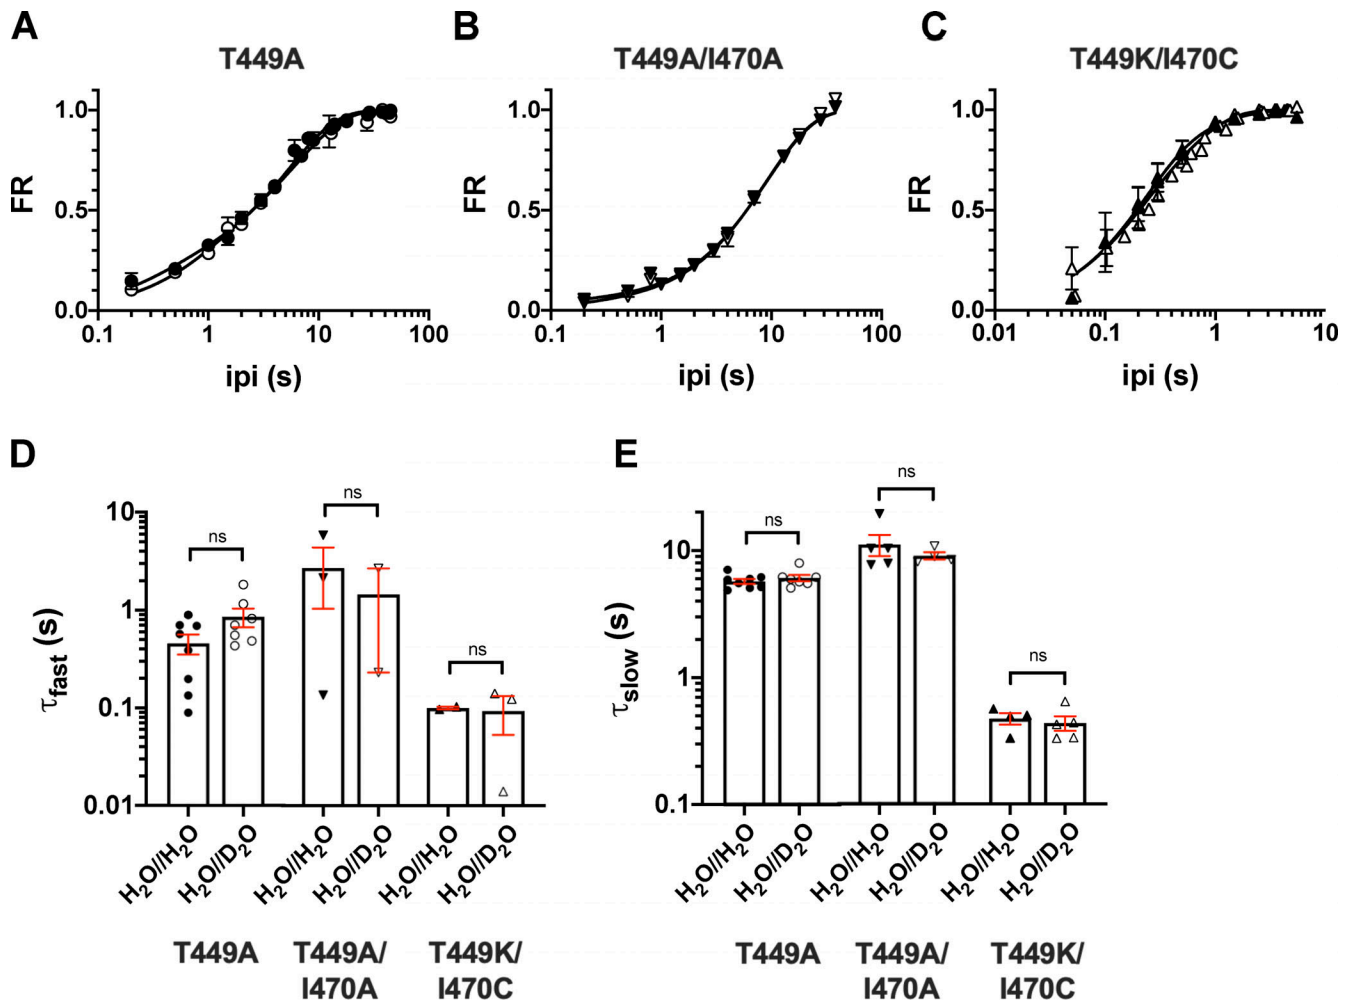 A
T449A
FR
1.0
0.5
0.0
0.1
1
10
100
ipi (s)
B
T449A/I470A
FR
1.0
0.5
0.0
0.1
1
10
100
ipi (s)
C
T449K/I470C
FR
1.0
0.5
0.0
0.01
0.1
1
10
ipi (s)
D
τfast (s)
10
1
0.1
0.01
ns
ns
ns
H2O//H2O
H2O//D2O
H2O//H2O
H2O//D2O
H2O//H2O
H2O//D2O
T449A
T449A/
I470A
T449K/
I470C
E
τslow (s)
10
1
0.1
ns
ns
ns
H2O//H2O
H2O//D2O
H2O//H2O
H2O//D2O
H2O//H2O
H2O//D2O
T449A
T449A/
I470A
T449K/
I470C